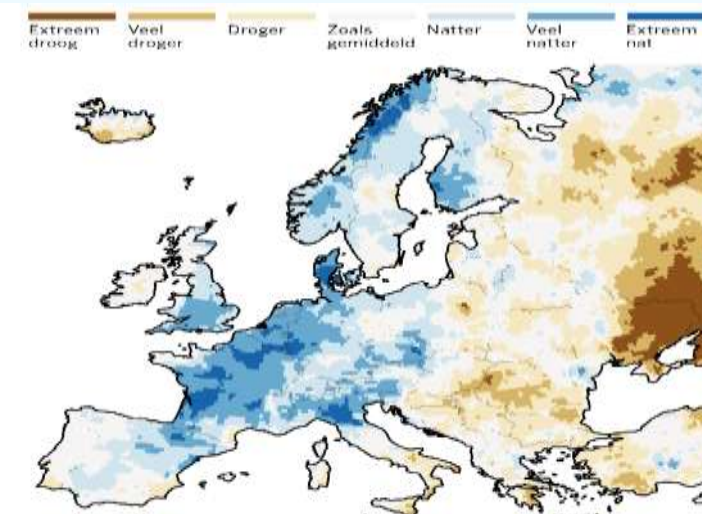 Extreem droog
Veel droger
Droger
Zoals gemiddeld
Natter
Veel natter
Extreem nat